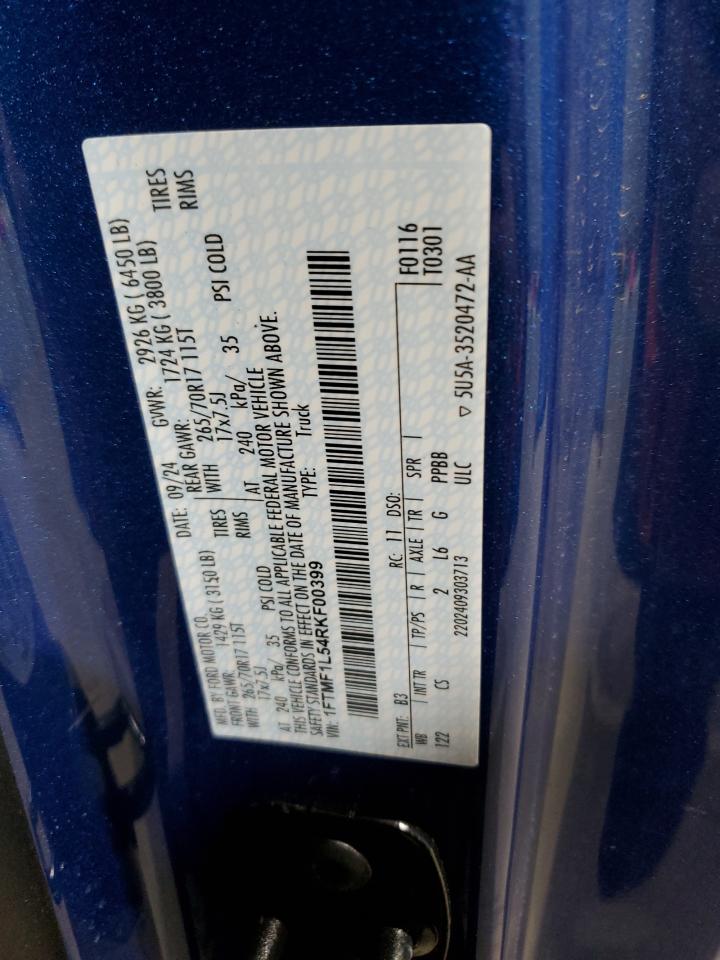 MFD. BY FORD MOTOR CO.
DATE: 09/24 GVWR: 2926 KG ( 6450 LB)
FRONT GAWR: 1429 KG ( 3150 LB) REAR GAWR: 1724 KG ( 3800 LB)
WITH 265/70R17 115T TIRES WITH 265/70R17 115T TIRES
17x7.5J RIMS 17x7.5J RIMS
AT 240 kPa/ 35 PSI COLD AT 240 kPa/ 35 PSI COLD
THIS VEHICLE CONFORMS TO ALL APPLICABLE FEDERAL MOTOR VEHICLE
SAFETY STANDARDS IN EFFECT ON THE DATE OF MANUFACTURE SHOWN ABOVE.
VIN: 1FTMF1L54RKF00399 TYPE: Truck
F0116
T0301
EXT PNT: B3 RC: 11 DSO:
WB INT TR TP/PS R AXLE TR SPR
122 CS 2 L6 G PPBB
2202409303713 ULC ▽ 5U5A-3520472-AA